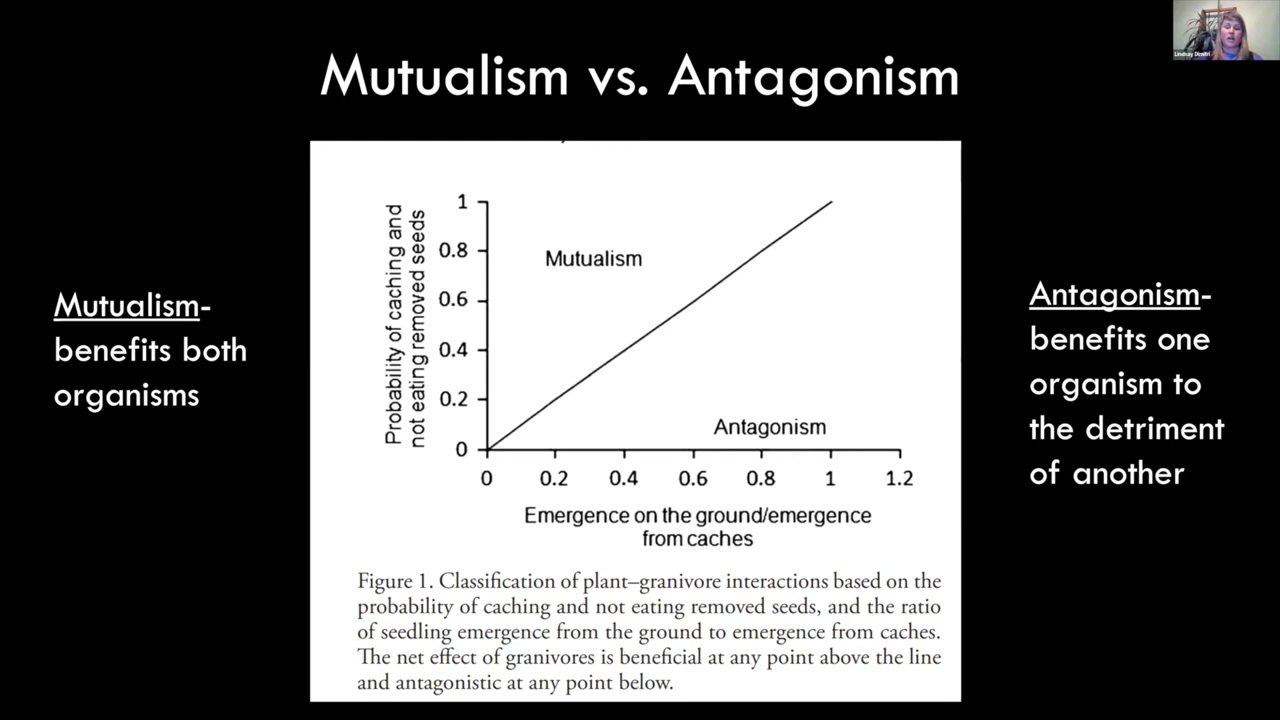 Lindsay Dimitri
Mutualism vs. Antagonism
Mutualism-
benefits both
organisms
Probability of caching and
not eating removed seeds
1
0.8
0.6
0.4
0.2
0
Mutualism
Antagonism
0 0.2 0.4 0.6 0.8 1 1.2
Emergence on the ground/emergence
from caches
Figure 1. Classification of plant–granivore interactions based on the
probability of caching and not eating removed seeds, and the ratio
of seedling emergence from the ground to emergence from caches.
The net effect of granivores is beneficial at any point above the line
and antagonistic at any point below.
Antagonism-
benefits one
organism to
the detriment
of another